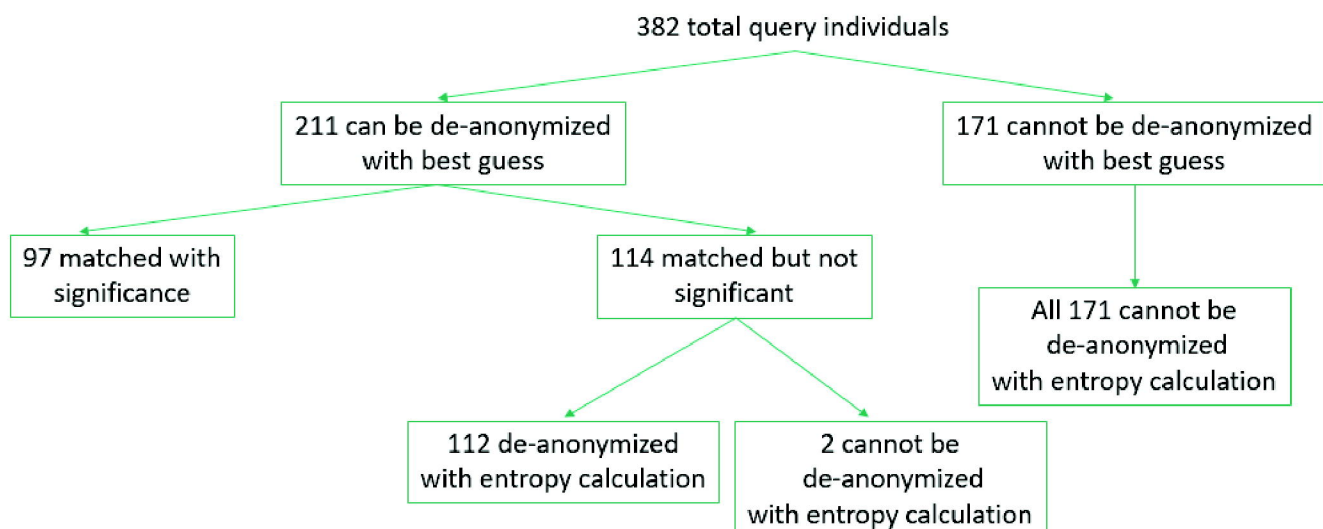 382 total query individuals
211 can be de-anonymized
with best guess
171 cannot be de-anonymized
with best guess
97 matched with
significance
114 matched but not
significant
All 171 cannot be
de-anonymized
with entropy calculation
112 de-anonymized
with entropy calculation
2 cannot be
de-anonymized
with entropy calculation